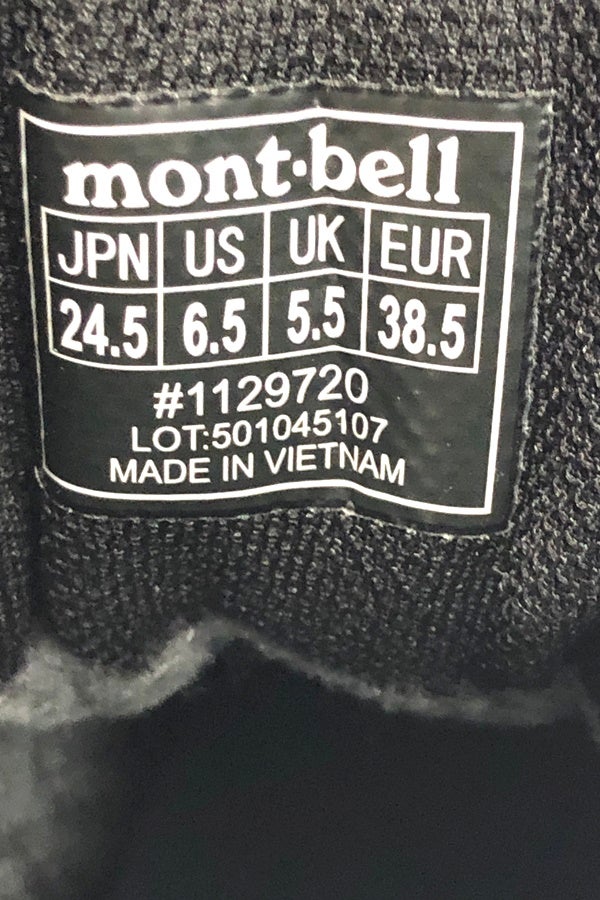 mont·bell
JPN US UK EUR
24.5 6.5 5.5 38.5
#1129720
LOT:501045107
MADE IN VIETNAM